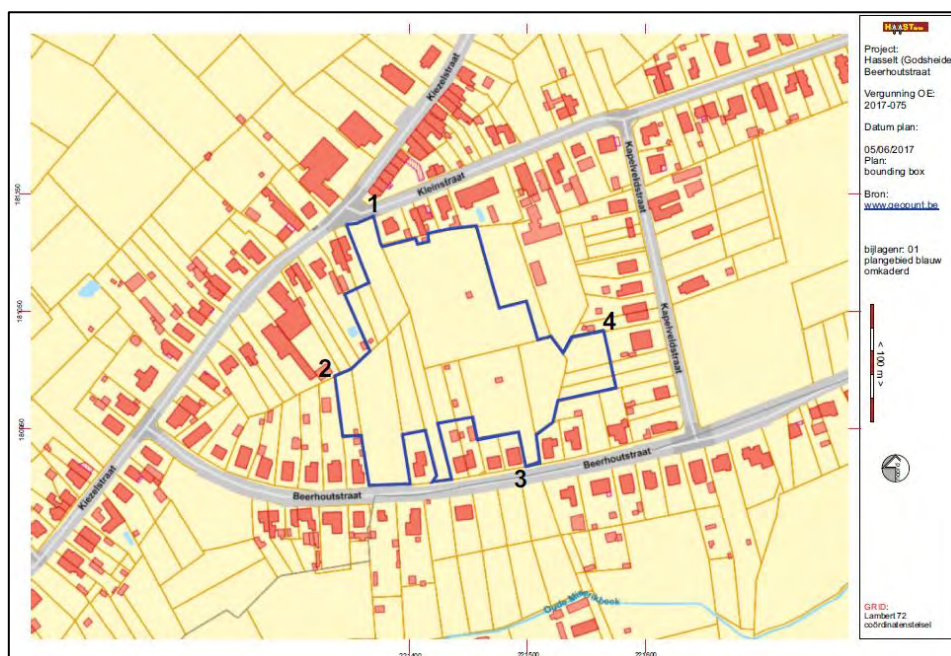 Kiezelstraat
Kleinstraat
Kapelveldstraat
1
4
Kapelveldstraat
2
Kiezelstraat
Beerhoutstraat
3
Beerhoutstraat
HAAST
Project:
Hasselt (Godsheide
Beerhoutstraat
Vergunning OE:
2017-075
Datum plan:
05/06/2017
Plan:
bounding box
Bron:
www.geopunt.be
bijlagenr: 01
plangebied blauw
omkaderd
< 100 m >
GRID:
Lambert 72
coördinatenstelsel